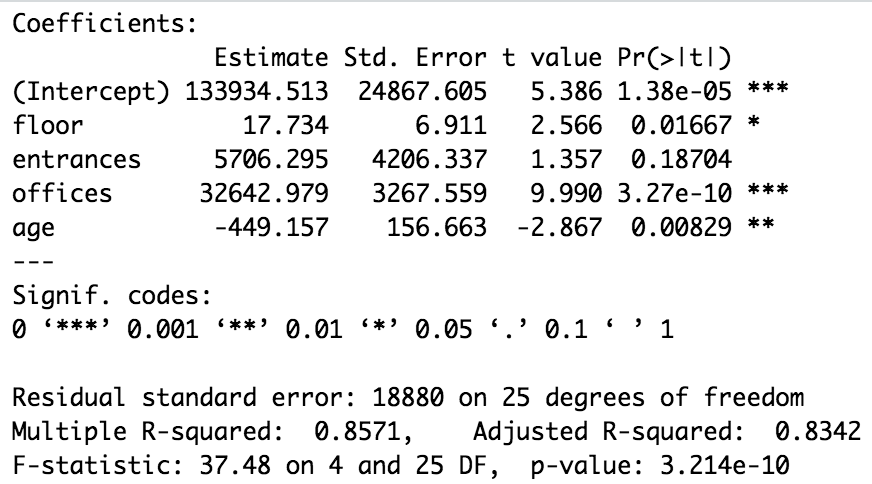 Coefficients:
Estimate Std. Error t value Pr(>|t|)
(Intercept) 133934.513 24867.605 5.386 1.38e-05 ***
floor 17.734 6.911 2.566 0.01667 *
entrances 5706.295 4206.337 1.357 0.18704
offices 32642.979 3267.559 9.990 3.27e-10 ***
age -449.157 156.663 -2.867 0.00829 **
---
Signif. codes:
0 ‘***’ 0.001 ‘**’ 0.01 ‘*’ 0.05 ‘.’ 0.1 ‘ ’ 1
Residual standard error: 18880 on 25 degrees of freedom
Multiple R-squared: 0.8571, Adjusted R-squared: 0.8342
F-statistic: 37.48 on 4 and 25 DF, p-value: 3.214e-10